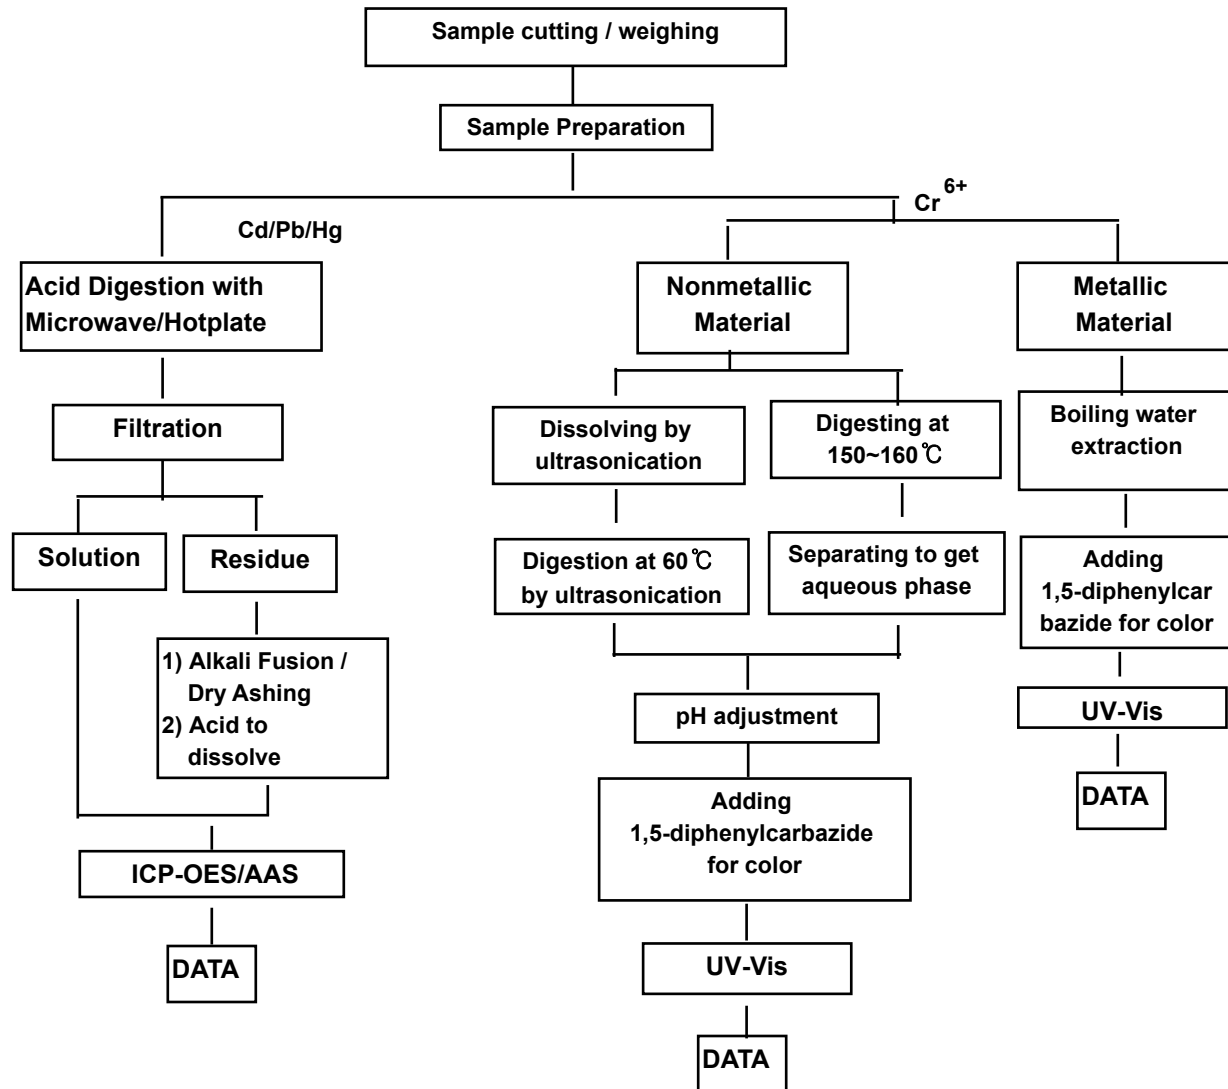 Sample cutting / weighing
Sample Preparation
Cd/Pb/Hg
Cr 6+
Acid Digestion with
Microwave/Hotplate
Filtration
Solution
Residue
1) Alkali Fusion /
Dry Ashing
2) Acid to
dissolve
ICP-OES/AAS
DATA
Nonmetallic
Material
Dissolving by
ultrasonication
Digestion at 60℃
by ultrasonication
Digesting at
150~160℃
Separating to get
aqueous phase
pH adjustment
Adding
1,5-diphenylcarbazide
for color
UV-Vis
DATA
Metallic
Material
Boiling water
extraction
Adding
1,5-diphenylcar
bazide for color
UV-Vis
DATA